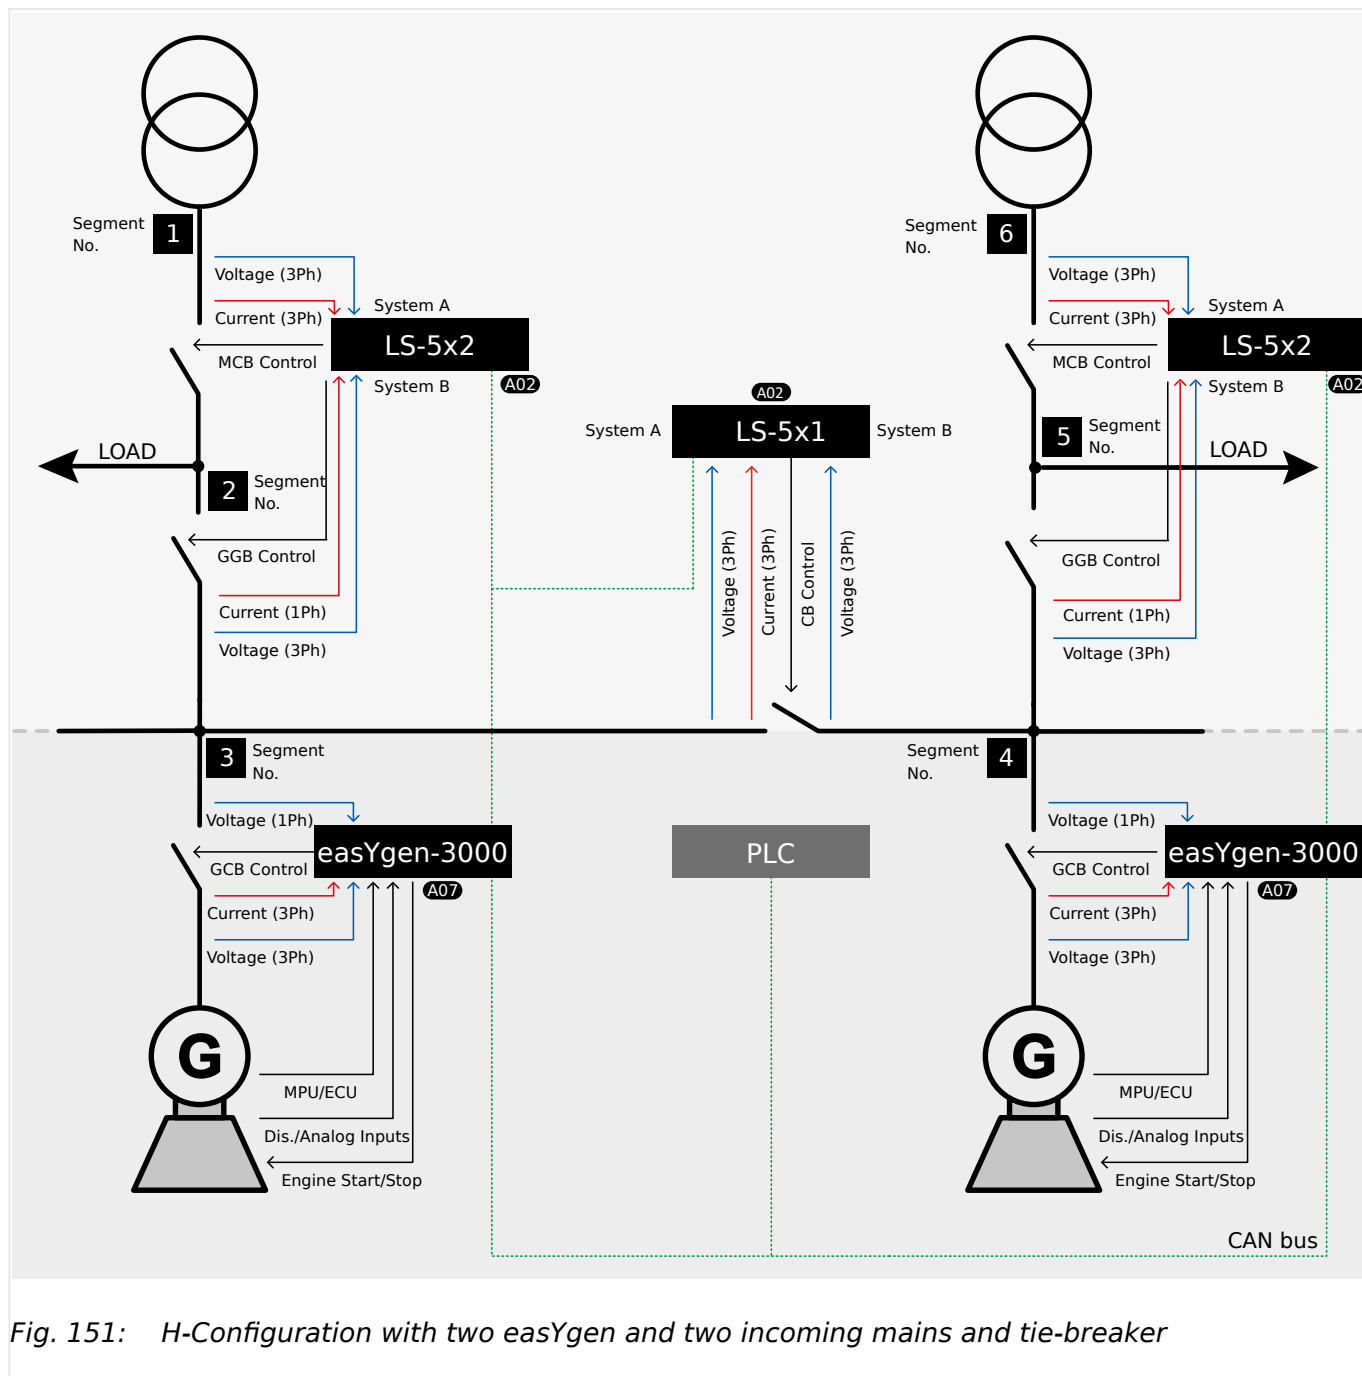 Segment
No.
1
Voltage (3Ph)
Current (3Ph)
System A
LS-5x2
MCB Control
System B
A02
LOAD
2
Segment
No.
GGB Control
Current (1Ph)
Voltage (3Ph)
A02
System A
LS-5x1
System B
Voltage (3Ph)
Current (3Ph)
CB Control
Voltage (3Ph)
Segment
No.
6
Voltage (3Ph)
Current (3Ph)
System A
LS-5x2
MCB Control
System B
A02
5
Segment
No.
LOAD
GGB Control
Current (1Ph)
Voltage (3Ph)
3
Segment
No.
Voltage (1Ph)
easYgen-3000
GCB Control
A07
Current (3Ph)
Voltage (3Ph)
G
MPU/ECU
Dis./Analog Inputs
Engine Start/Stop
PLC
Segment
No.
4
Voltage (1Ph)
easYgen-3000
GCB Control
A07
Current (3Ph)
Voltage (3Ph)
G
MPU/ECU
Dis./Analog Inputs
Engine Start/Stop
CAN bus
Fig. 151: H-Configuration with two easYgen and two incoming mains and tie-breaker